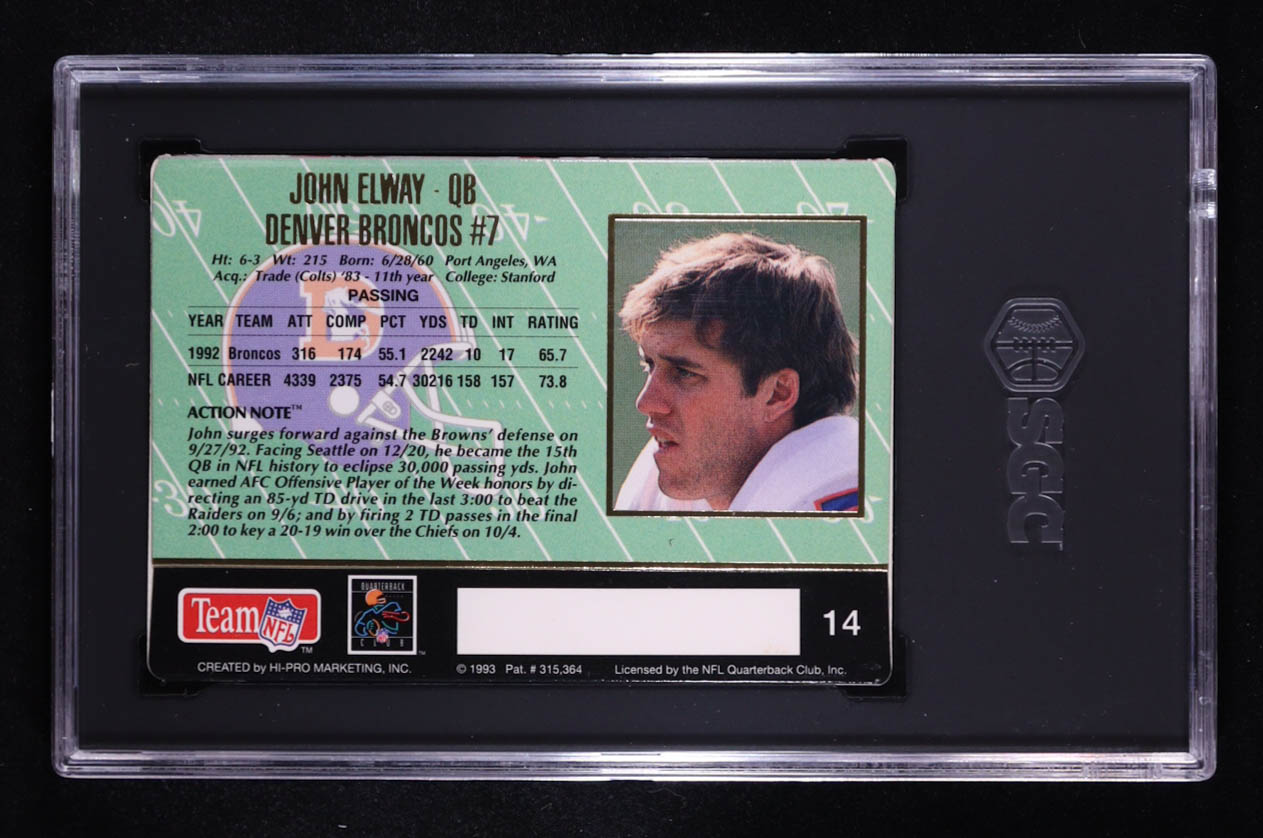 JOHN ELWAY - QB
DENVER BRONCOS #7
Ht: 6-3 Wt: 215 Born: 6/28/60 Port Angeles, WA
Acq.: Trade (Colts) '83 - 11th year College: Stanford
PASSING
YEAR TEAM ATT COMP PCT YDS TD INT RATING
1992 Broncos 316 174 55.1 2242 10 17 65.7
NFL CAREER 4339 2375 54.7 30216 158 157 73.8
ACTION NOTE™
John surges forward against the Browns' defense on
9/27/92. Facing Seattle on 12/20, he became the 15th
QB in NFL history to eclipse 30,000 passing yds. John
earned AFC Offensive Player of the Week honors by di-
recting an 85-yd TD drive in the last 3:00 to beat the
Raiders on 9/6; and by firing 2 TD passes in the final
2:00 to key a 20-19 win over the Chiefs on 10/4.
Team NFL™
QUARTERBACK
CLUB™
14
CREATED by HI-PRO MARKETING, INC. © 1993 Pat. # 315,364 Licensed by the NFL Quarterback Club, Inc.
SGC